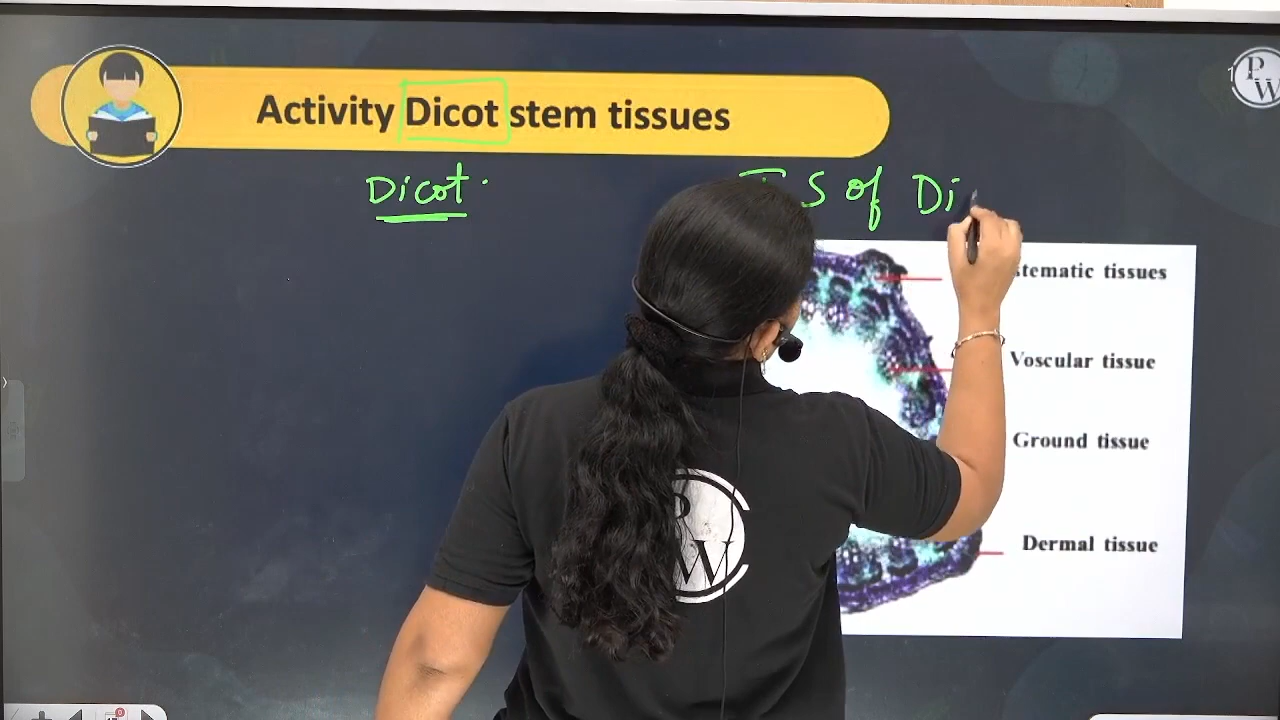 P W
Activity Dicot stem tissues
Dicot
T S of Di
stematic tissues
Voscular tissue
Ground tissue
Dermal tissue
P W